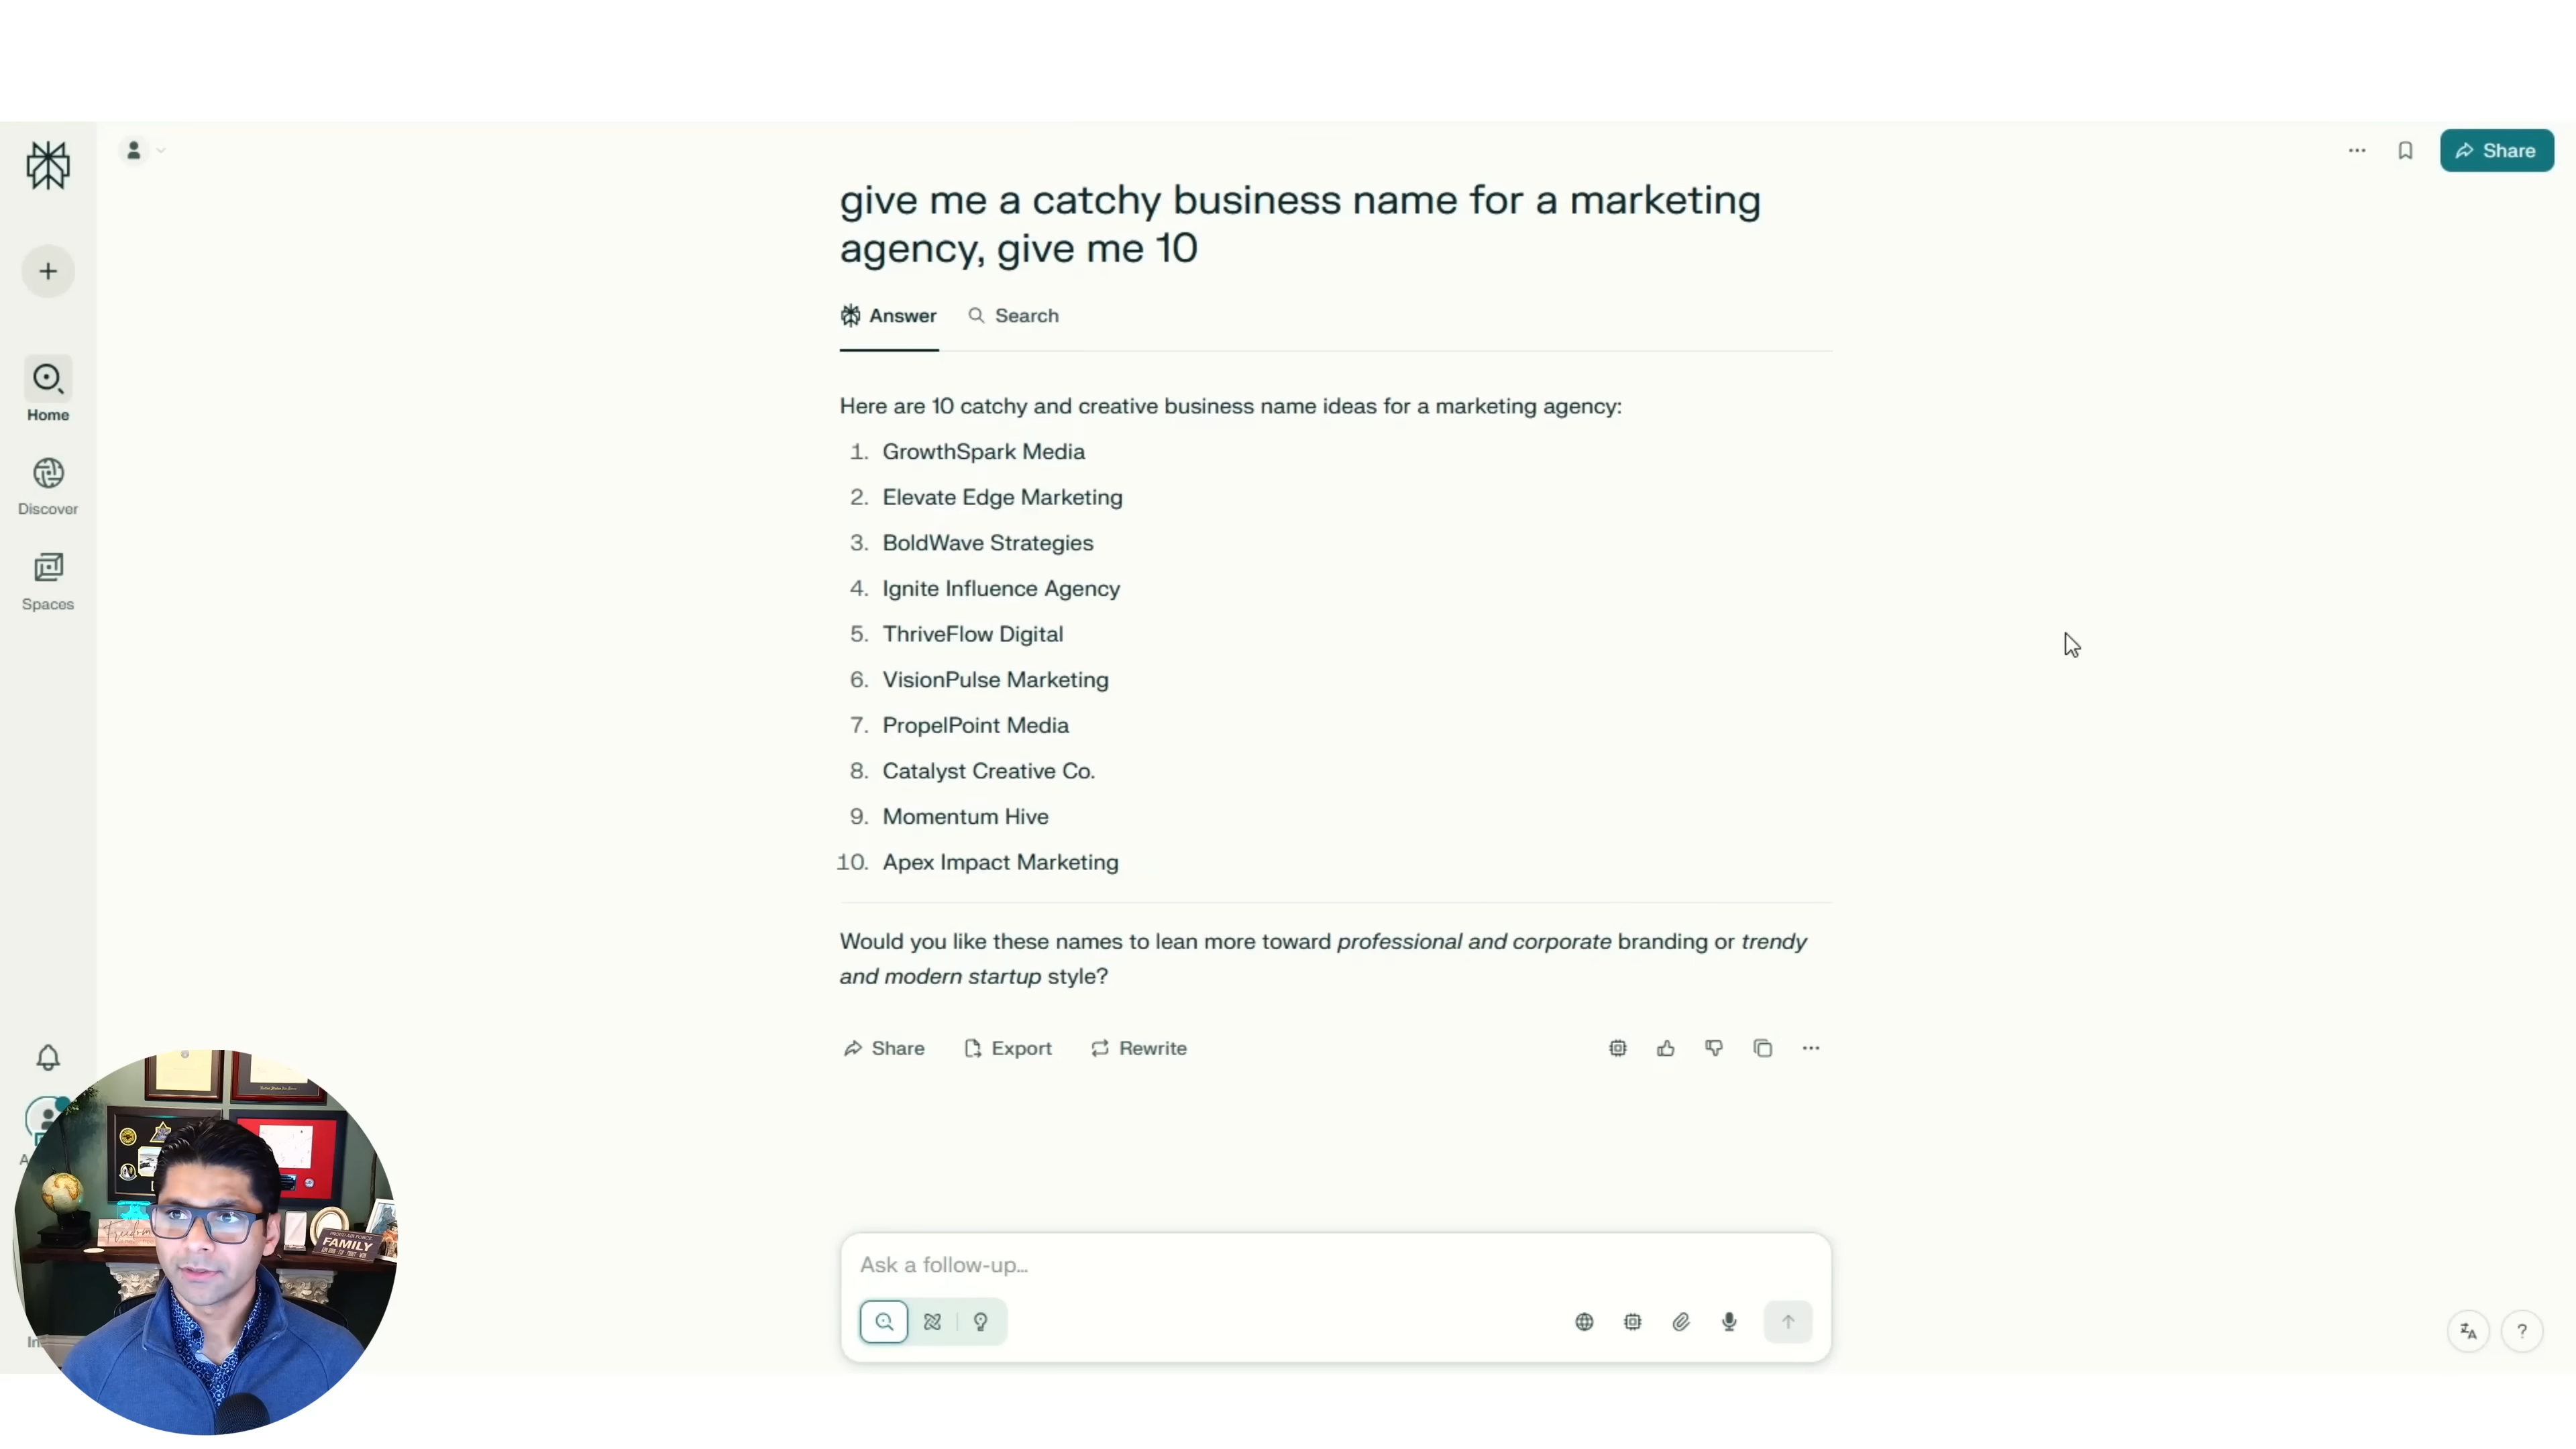 Share
give me a catchy business name for a marketing
agency, give me 10
Answer
Search
Home
Discover
Spaces
Here are 10 catchy and creative business name ideas for a marketing agency:
1. GrowthSpark Media
2. Elevate Edge Marketing
3. BoldWave Strategies
4. Ignite Influence Agency
5. ThriveFlow Digital
6. VisionPulse Marketing
7. PropelPoint Media
8. Catalyst Creative Co.
9. Momentum Hive
10. Apex Impact Marketing
Would you like these names to lean more toward professional and corporate branding or trendy
and modern startup style?
Share
Export
Rewrite
FAMILY
Ask a follow-up...
?